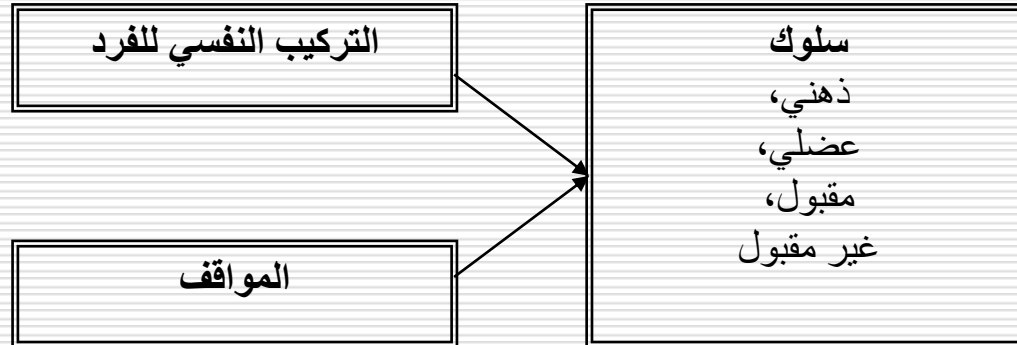 التركيب النفسي للفرد
المواقف
سلوك
ذهني،
عضلي،
مقبول،
غير مقبول